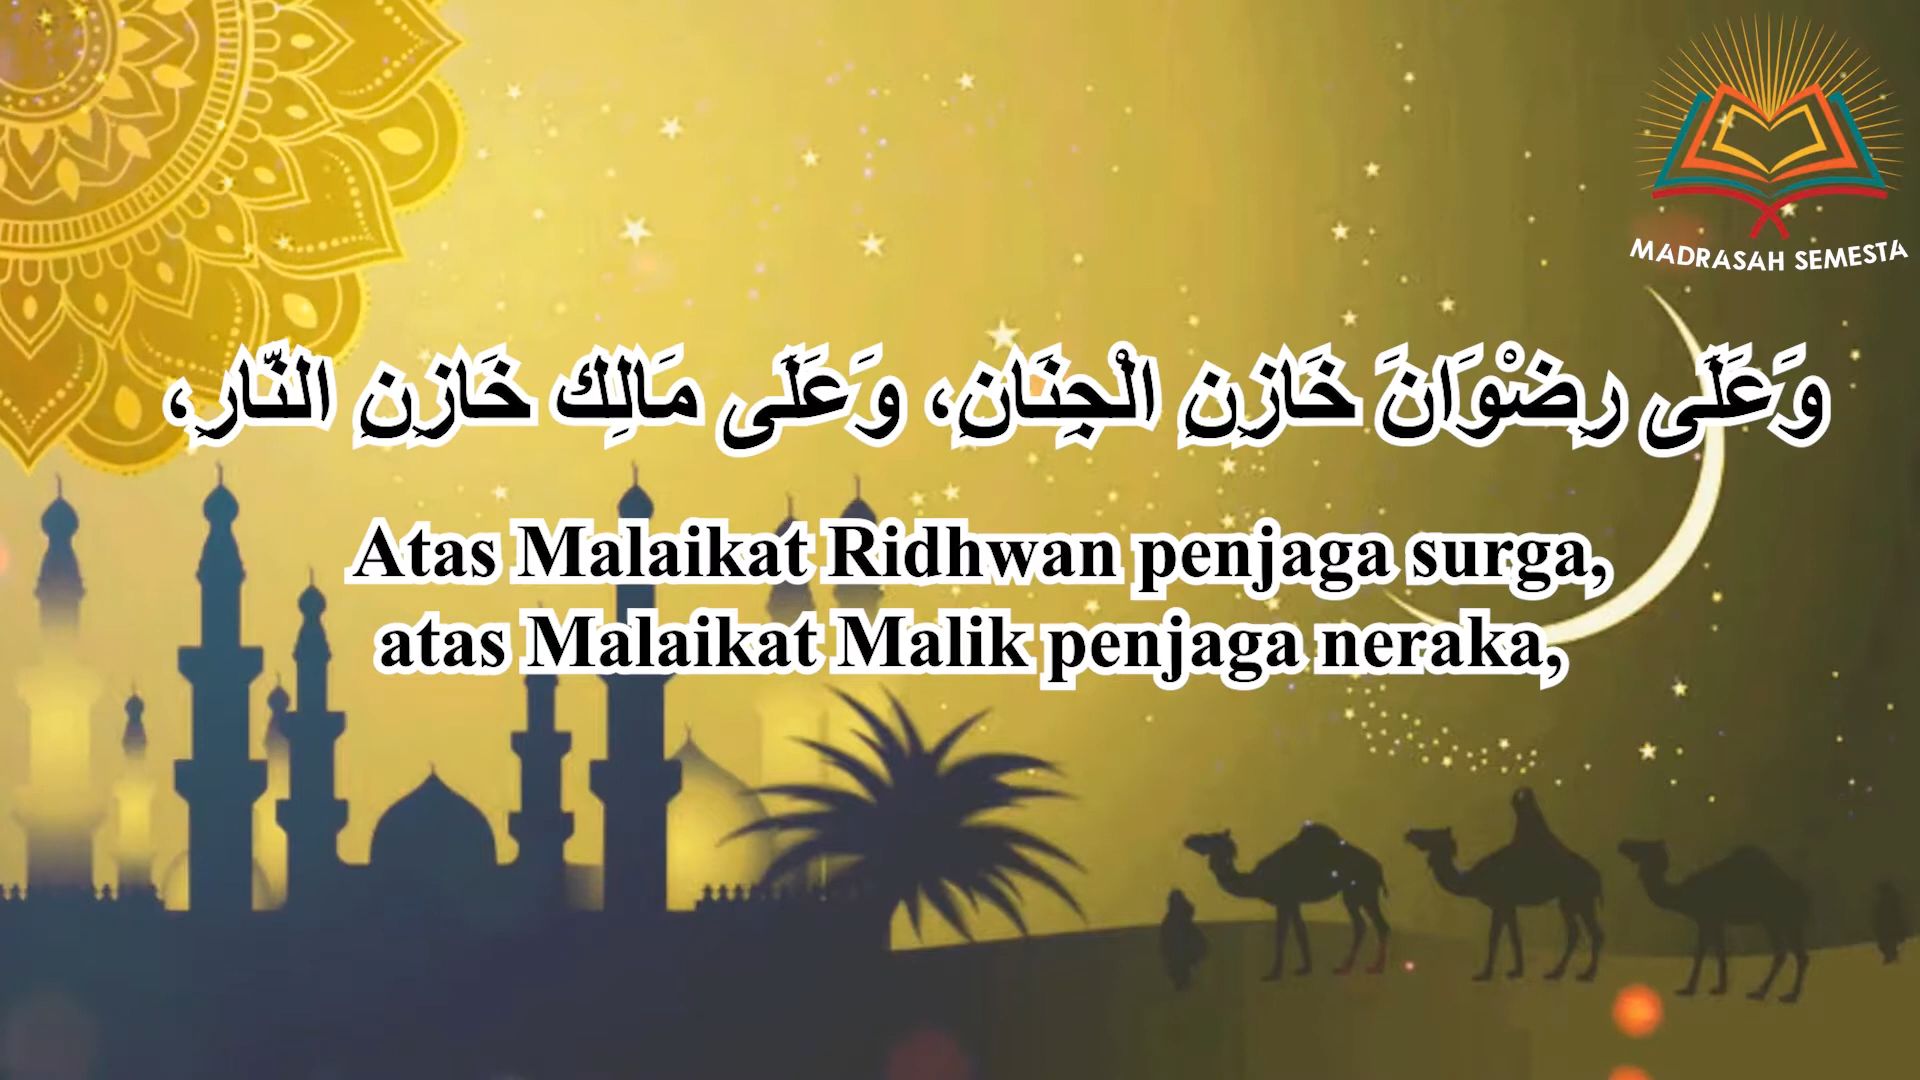 MADRASAH SEMESTA
وَعَلَى رِضْوَانَ خَازِنِ الْجِنَانِ، وَعَلَى مَالِك خَازِنِ النَّارِ،
Atas Malaikat Ridhwan penjaga surga,
atas Malaikat Malik penjaga neraka,